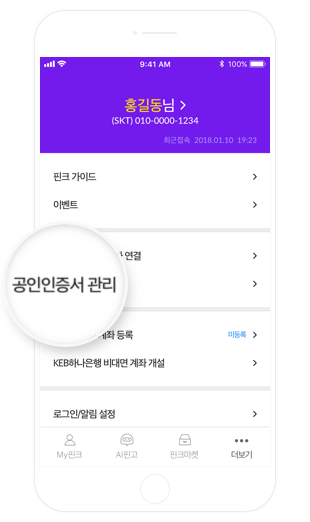 9:41 AM 100%
홍길동님
(SKT) 010-0000-1234
최근접속 2018.01.10 19:23
핀크 가이드
이벤트
연결
공인인증서 관리
계좌 등록 미등록
KEB하나은행 비대면 계좌 개설
로그인/알림 설정
My핀크 AI핀고 핀크마켓 더보기